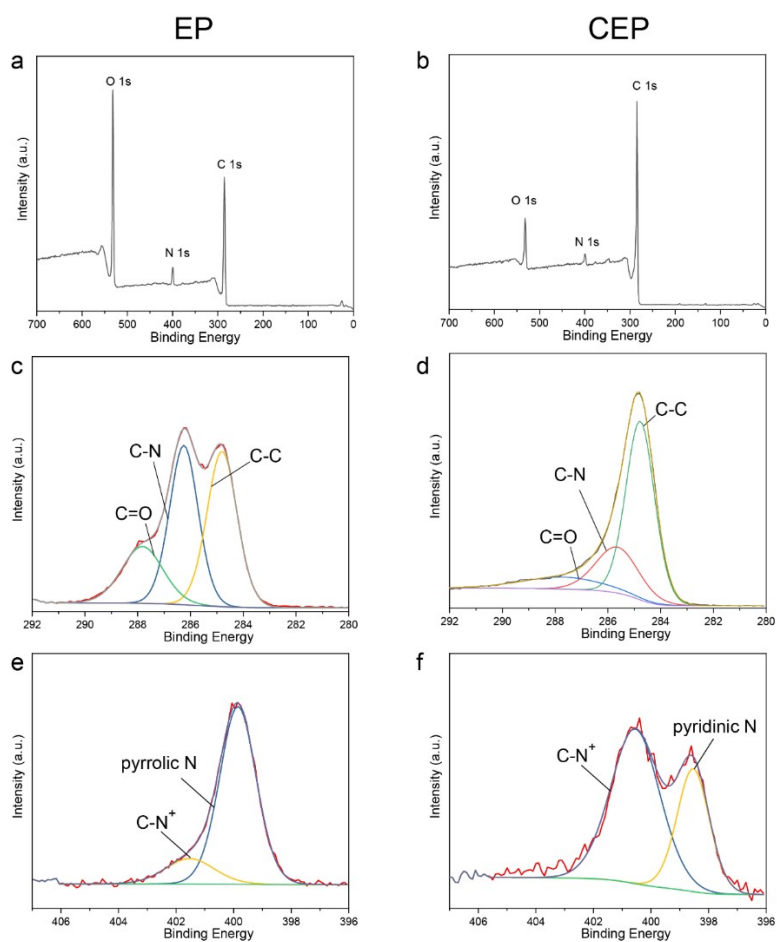 EP
CEP
a
O 1s
N 1s
C 1s
Intensity (a.u.)
700 600 500 400 300 200 100 0
Binding Energy
b
O 1s
N 1s
C 1s
Intensity (a.u.)
700 600 500 400 300 200 100 0
Binding Energy
c
C=O
C-N
C-C
Intensity (a.u.)
292 290 288 286 284 282 280
Binding Energy
d
C=O
C-N
C-C
Intensity (a.u.)
292 290 288 286 284 282 280
Binding Energy
e
pyrrolic N
C-N⁺
Intensity (a.u.)
406 404 402 400 398 396
Binding Energy
f
C-N⁺
pyridinic N
Intensity (a.u.)
406 404 402 400 398 396
Binding Energy